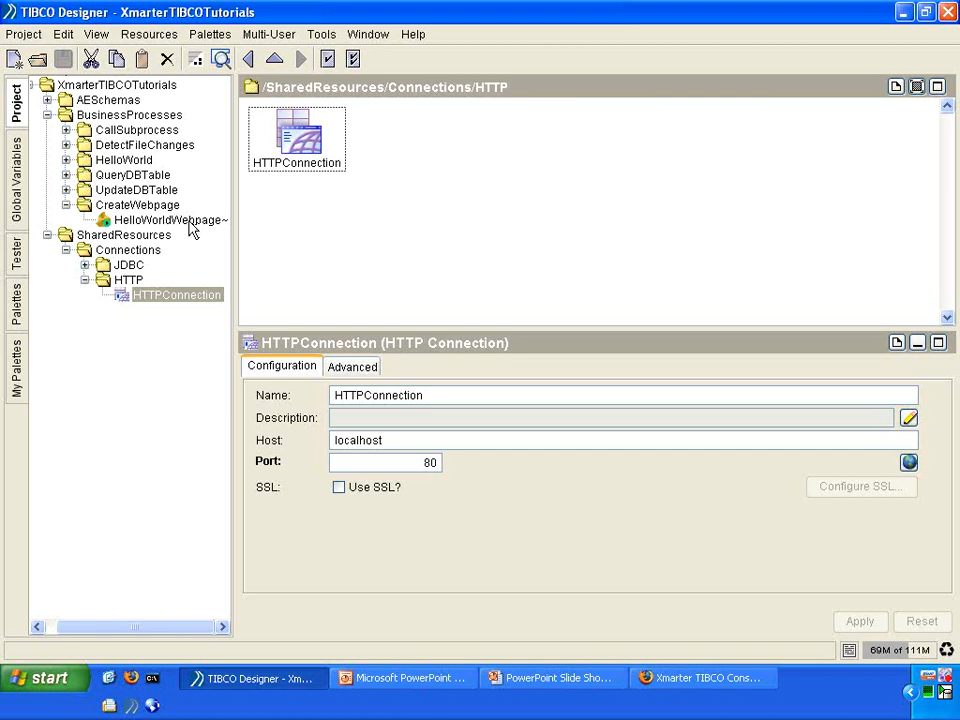 TIBCO Designer - XmarterTIBCOTutorials
Project Edit View Resources Palettes Multi-User Tools Window Help
Project
Global Variables
Tester
Palettes
My Palettes
XmarterTIBCOTutorials
AESchemas
BusinessProcesses
CallSubprocess
DetectFileChanges
HelloWorld
QueryDBTable
UpdateDBTable
CreateWebpage
HelloWorldWebpage~
SharedResources
Connections
JDBC
HTTP
HTTPConnection
/SharedResources/Connections/HTTP
HTTPConnection
HTTPConnection (HTTP Connection)
Configuration Advanced
Name: HTTPConnection
Description:
Host: localhost
Port: 80
SSL: Use SSL? Configure SSL...
Apply Reset
69M of 111M
start TIBCO Designer - Xm... Microsoft PowerPoint ... PowerPoint Slide Sho... Xmarter TIBCO Cons...